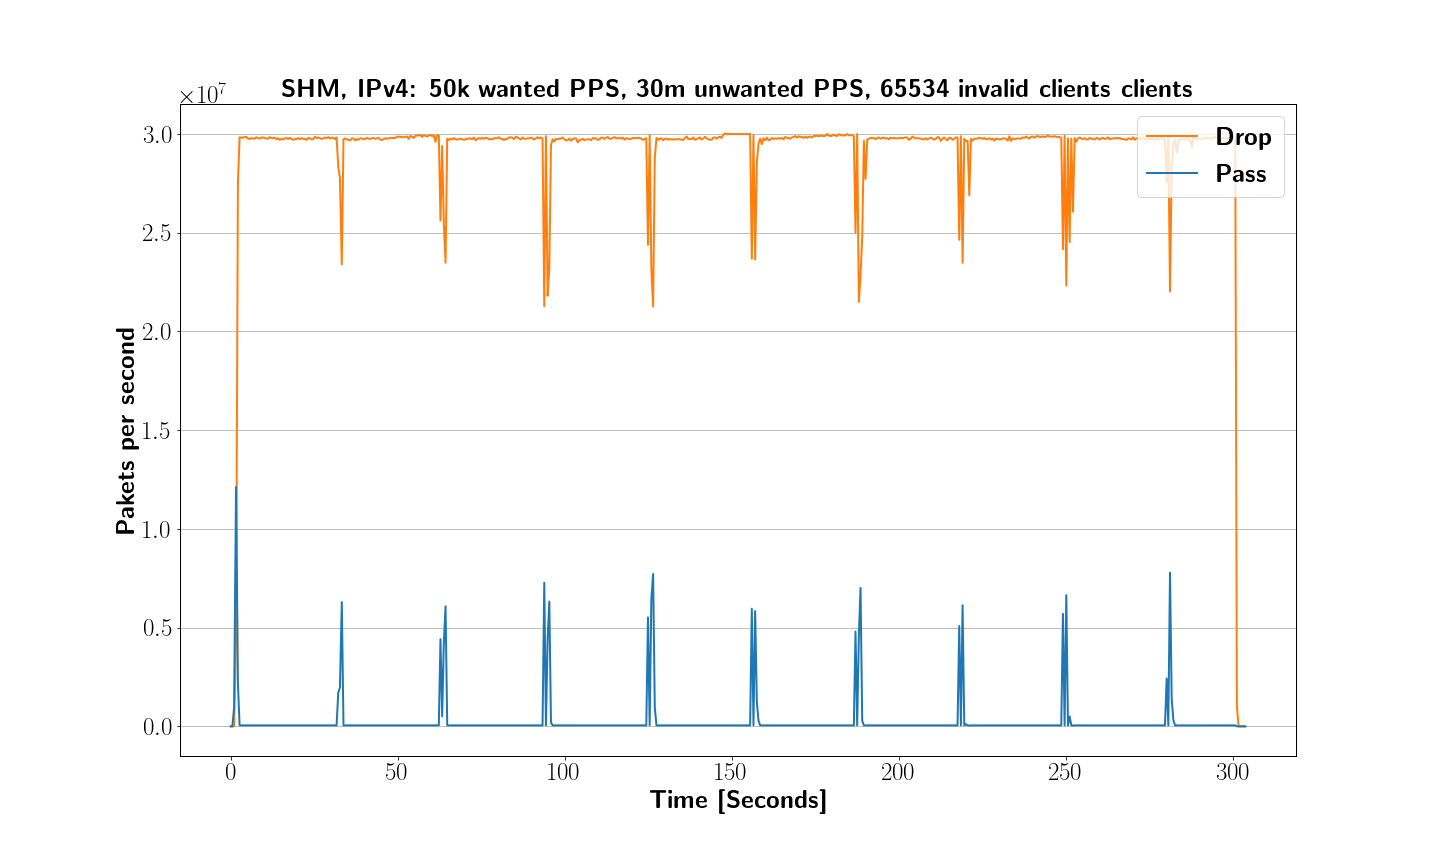 SHM, IPv4: 50k wanted PPS, 30m unwanted PPS, 65534 invalid clients clients
×10⁷
Drop
Pass
3.0
2.5
2.0
1.5
1.0
0.5
0.0
Pakets per second
0 50 100 150 200 250 300
Time [Seconds]